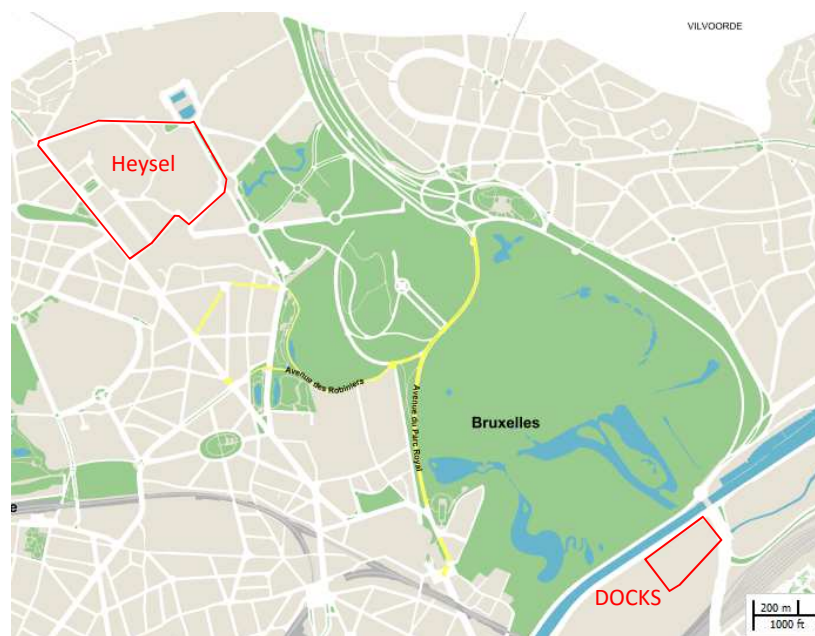 VILVOORDE
Heysel
Avenue des Robiniers
Avenue du Parc Royal
Bruxelles
e
DOCKS
200 m
1000 ft